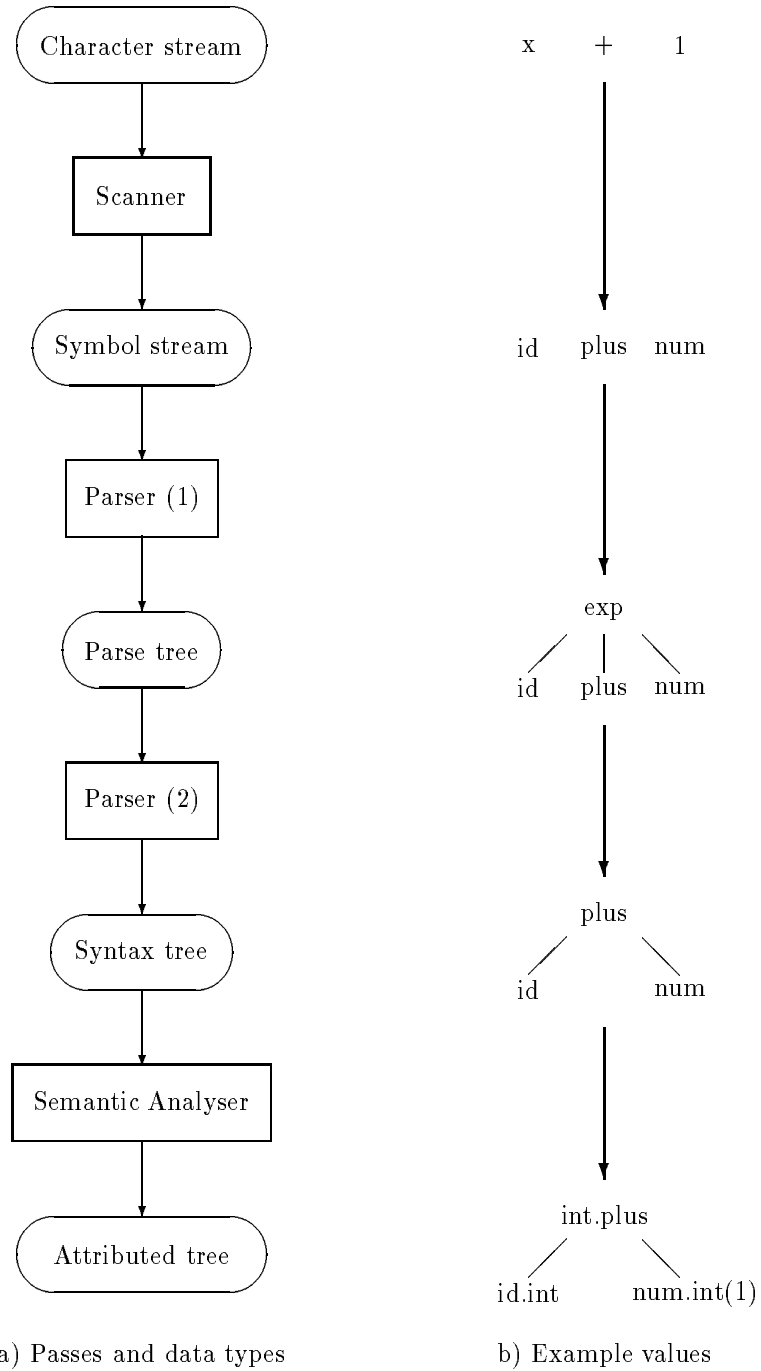 Character stream
x + 1
Scanner
Symbol stream
id plus num
Parser (1)
exp
Parse tree
id plus num
Parser (2)
plus
Syntax tree
id num
Semantic Analyser
int.plus
Attributed tree
id.int num.int(1)
a) Passes and data types
b) Example values